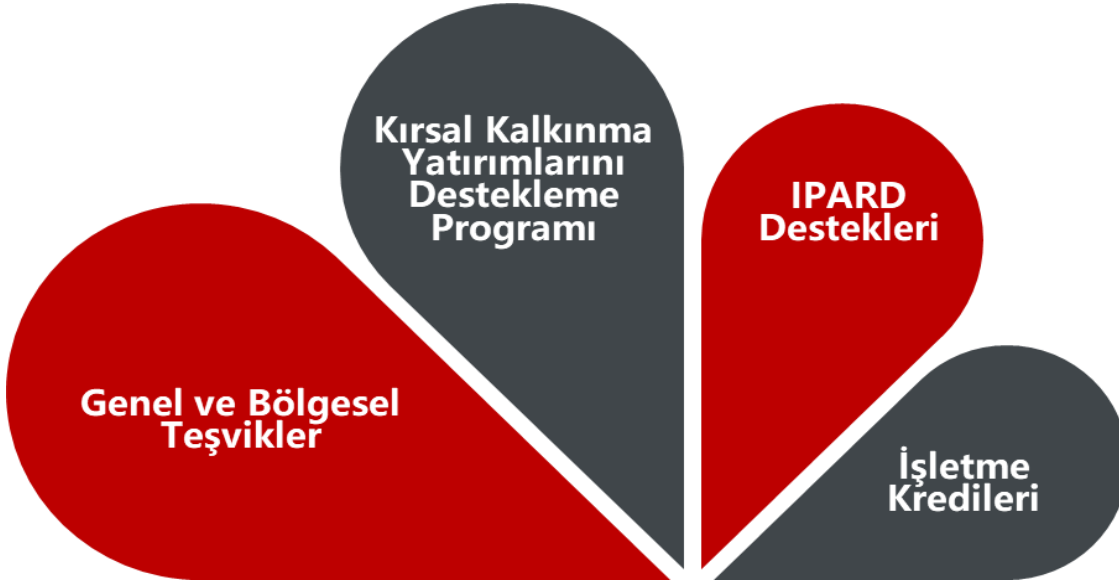 Kırsal Kalkınma
Yatırımlarını
Destekleme
Programı
IPARD
Destekleri
Genel ve Bölgesel
Teşvikler
İşletme
Kredileri